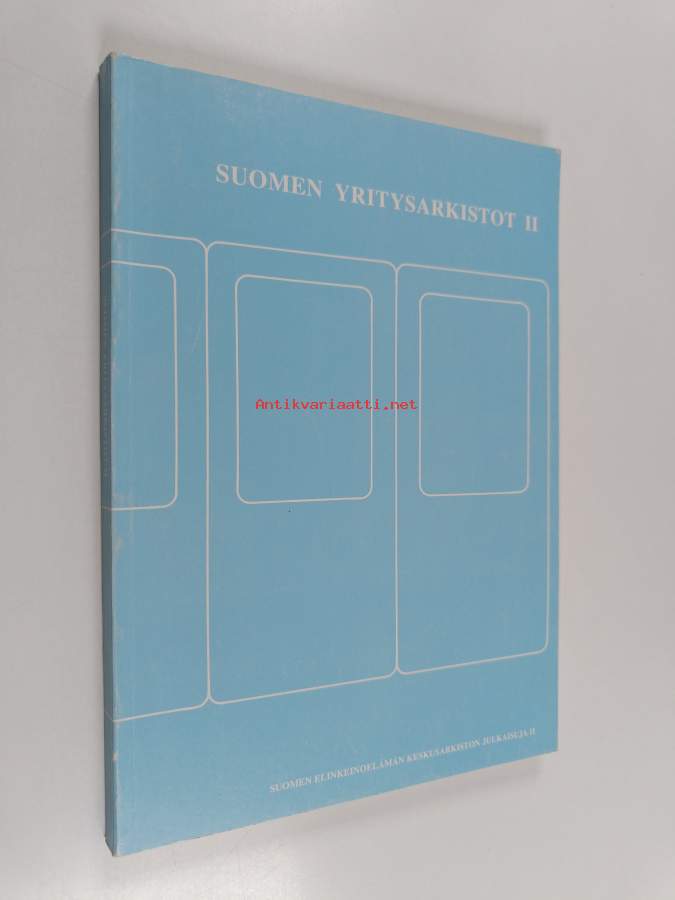 SUOMEN YRITYSARKISTOT II
Antikvariaatti.net
SUOMEN ELINKEINOELÄMÄN KESKUSARKISTON JULKAISUJA II